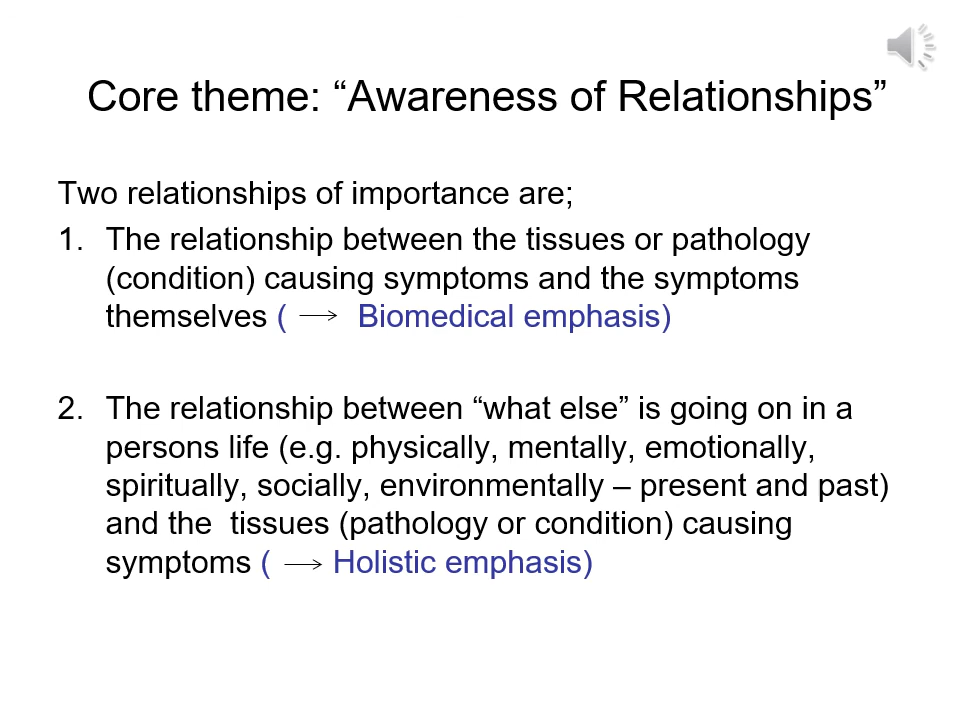 Core theme: “Awareness of Relationships”
Two relationships of importance are;
1. The relationship between the tissues or pathology
(condition) causing symptoms and the symptoms
themselves ( → Biomedical emphasis)
2. The relationship between “what else” is going on in a
persons life (e.g. physically, mentally, emotionally,
spiritually, socially, environmentally – present and past)
and the  tissues (pathology or condition) causing
symptoms ( → Holistic emphasis)